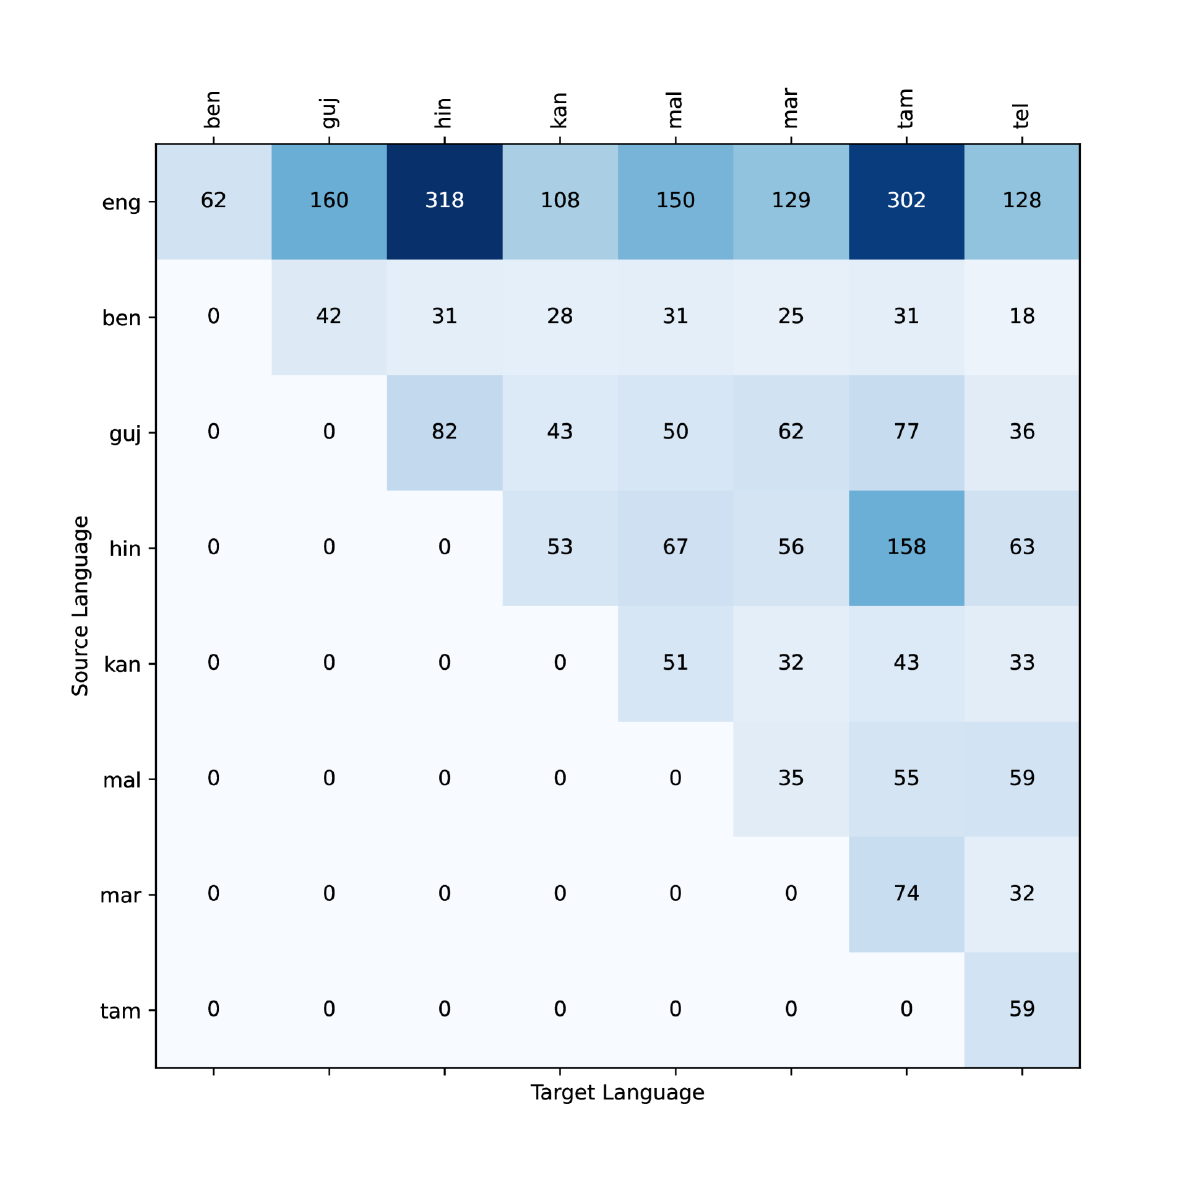 ben guj hin kan mal mar tam tel
eng 62 160 318 108 150 129 302 128
ben 0 42 31 28 31 25 31 18
guj 0 0 82 43 50 62 77 36
hin 0 0 0 53 67 56 158 63
kan 0 0 0 0 51 32 43 33
mal 0 0 0 0 0 35 55 59
mar 0 0 0 0 0 0 74 32
tam 0 0 0 0 0 0 0 59
Source Language
Target Language